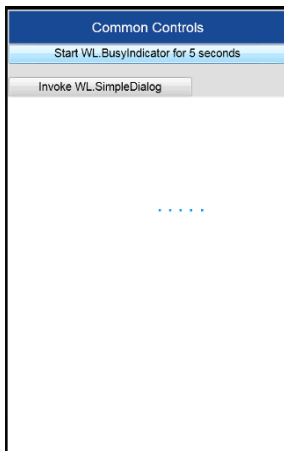 Common Controls
Start WL.BusyIndicator for 5 seconds
Invoke WL.SimpleDialog